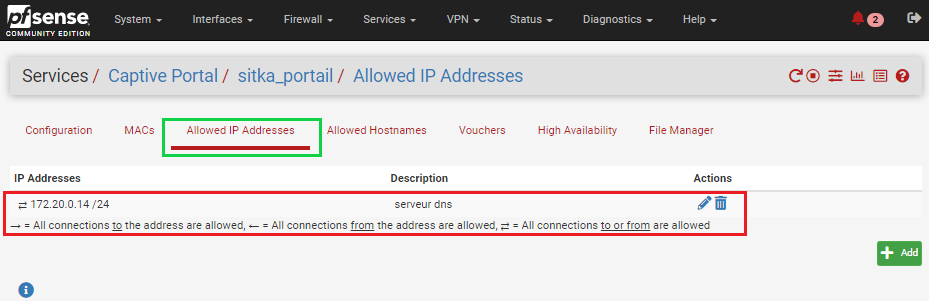 pfsense
COMMUNITY EDITION
System Interfaces Firewall Services VPN Status Diagnostics Help 2
Services / Captive Portal / sitka_portail / Allowed IP Addresses
Configuration MACs Allowed IP Addresses Allowed Hostnames Vouchers High Availability File Manager
IP Addresses Description Actions
⇄ 172.20.0.14 /24 serveur dns
→ = All connections to the address are allowed, ← = All connections from the address are allowed, ⇄ = All connections to or from are allowed
+ Add